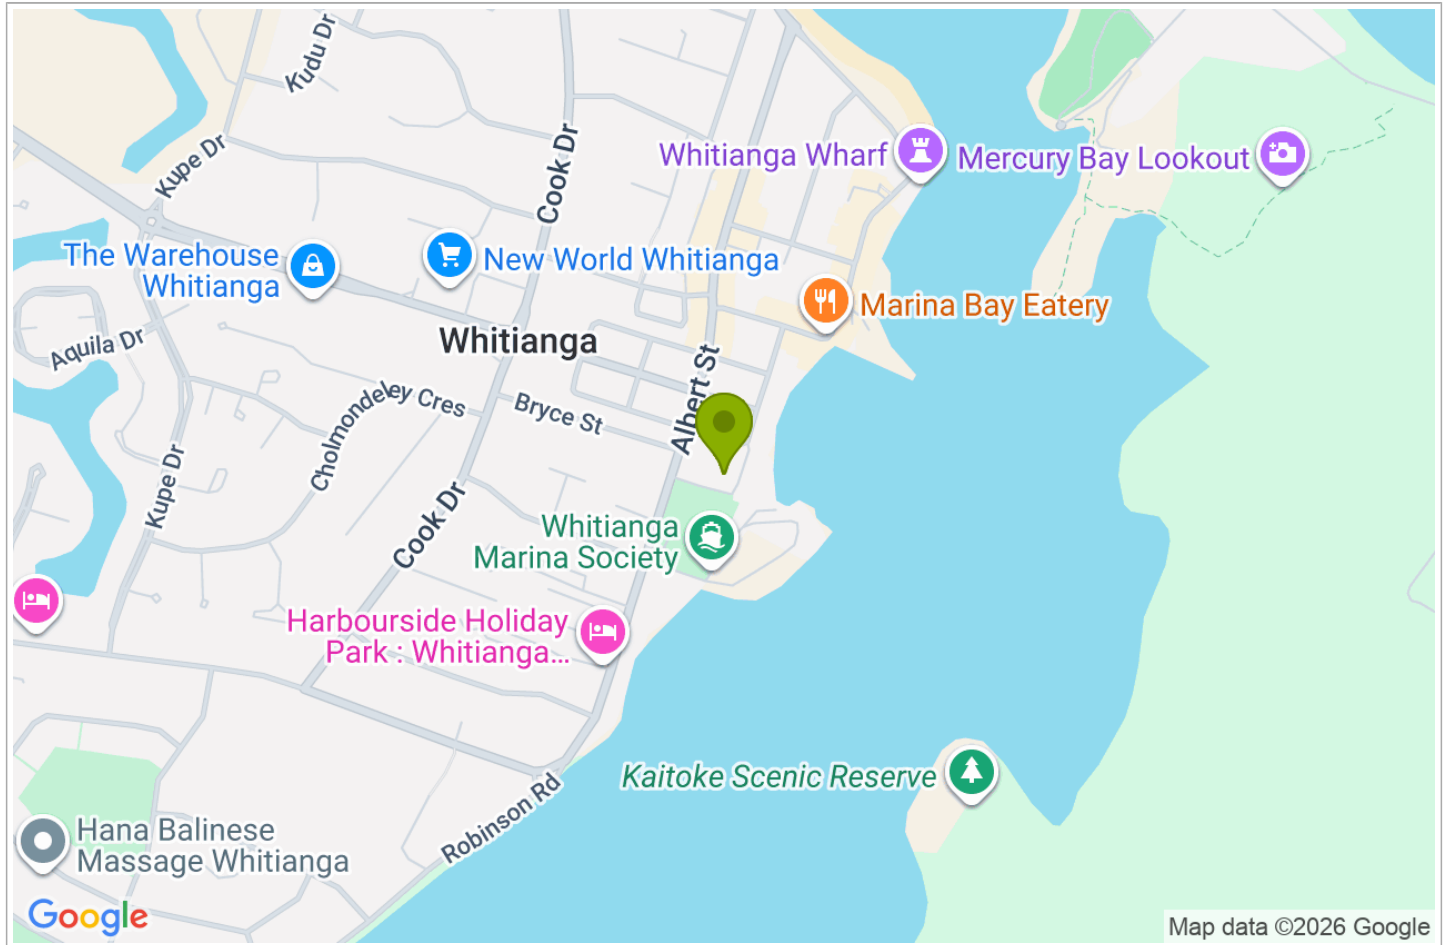 Kudu Dr
Kupe Dr
Cook Dr
Whitianga Wharf
Mercury Bay Lookout
The Warehouse
Whitianga
New World Whitianga
Marina Bay Eatery
Aquila Dr
Whitianga
Albert St
Cholmondeley Cres
Bryce St
Kupe Dr
Cook Dr
Whitianga
Marina Society
Harbourside Holiday
Park : Whitianga...
Kaitoke Scenic Reserve
Robinson Rd
Hana Balinese
Massage Whitianga
Google
Map data ©2026 Google